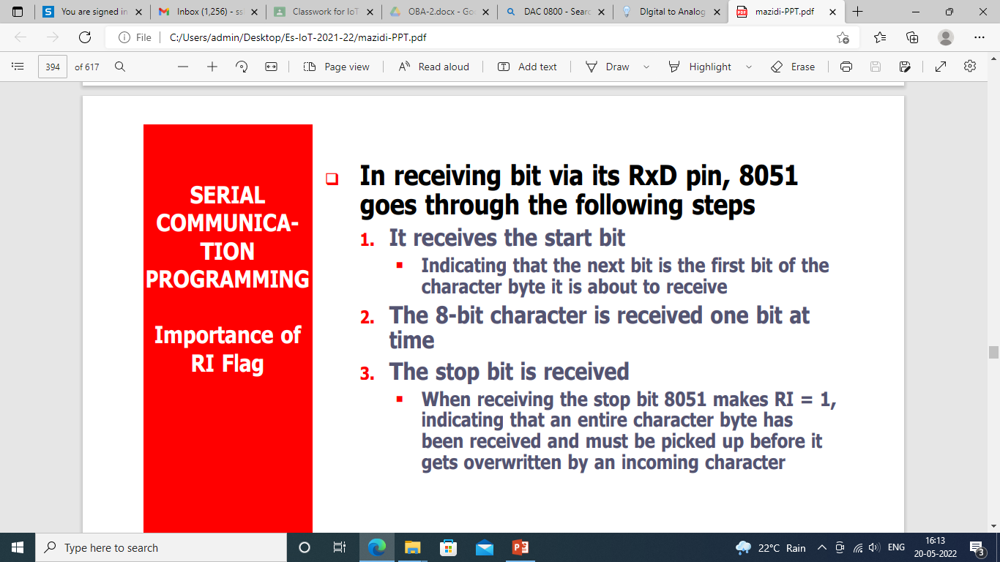 You are signed in
Inbox (1,256) - ss
Classwork for IoT
OBA-2.docx - Go
DAC 0800 - Searc
DIgital to Analog
mazidi-PPT.pdf
File C:/Users/admin/Desktop/Es-IoT-2021-22/mazidi-PPT.pdf
394 of 617 Page view Read aloud Add text Draw Highlight Erase
SERIAL
COMMUNICA-
TION
PROGRAMMING
Importance of
RI Flag
In receiving bit via its RxD pin, 8051
goes through the following steps
1. It receives the start bit
Indicating that the next bit is the first bit of the
character byte it is about to receive
2. The 8-bit character is received one bit at
time
3. The stop bit is received
When receiving the stop bit 8051 makes RI = 1,
indicating that an entire character byte has
been received and must be picked up before it
gets overwritten by an incoming character
Type here to search
22°C Rain
ENG
16:13
20-05-2022
3